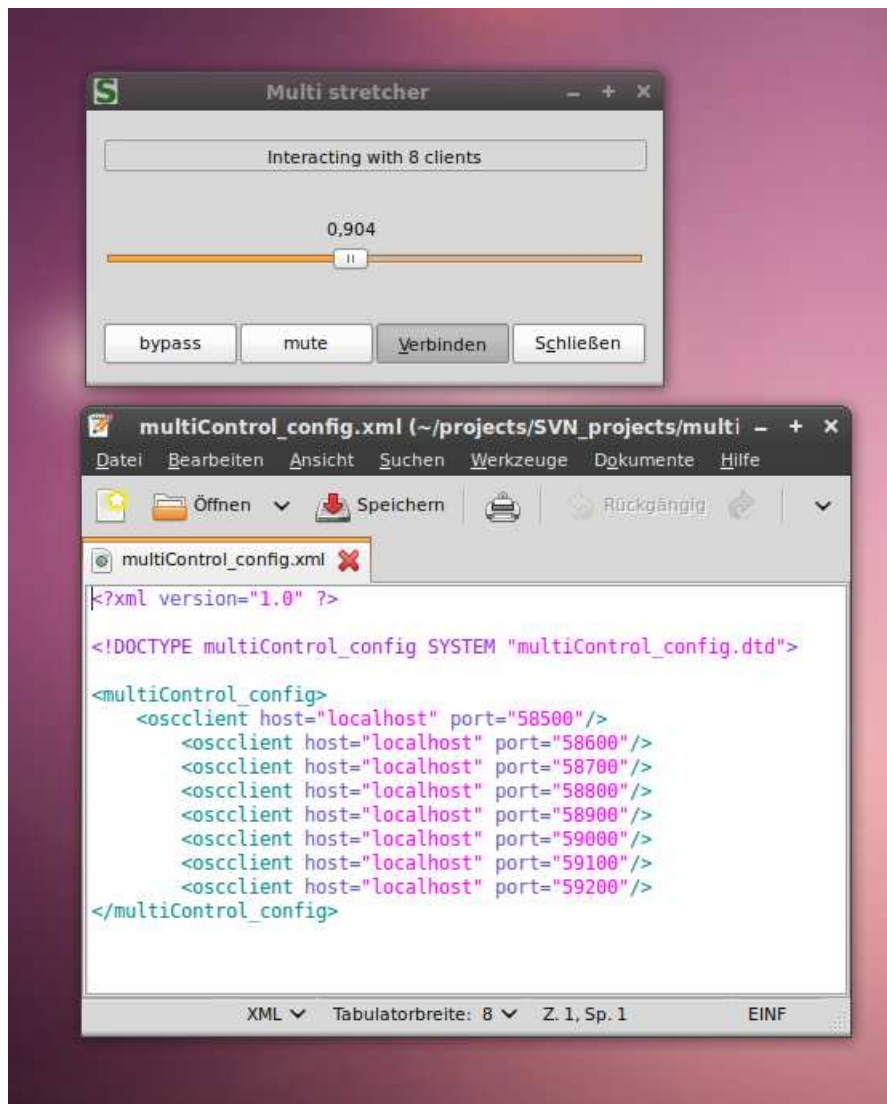 S Multi stretcher
Interacting with 8 clients
0,904
bypass mute Verbinden Schließen
multiControl_config.xml (~/projects/SVN_projects/multi
Datei Bearbeiten Ansicht Suchen Werkzeuge Dokumente Hilfe
Öffnen Speichern Rückgängig
multiControl_config.xml
<?xml version="1.0" ?>
<!DOCTYPE multiControl_config SYSTEM "multiControl_config.dtd">
<multiControl_config>
<oscclient host="localhost" port="58500"/>
<oscclient host="localhost" port="58600"/>
<oscclient host="localhost" port="58700"/>
<oscclient host="localhost" port="58800"/>
<oscclient host="localhost" port="58900"/>
<oscclient host="localhost" port="59000"/>
<oscclient host="localhost" port="59100"/>
<oscclient host="localhost" port="59200"/>
</multiControl_config>
XML Tabulatorbreite: 8 Z. 1, Sp. 1 EINF